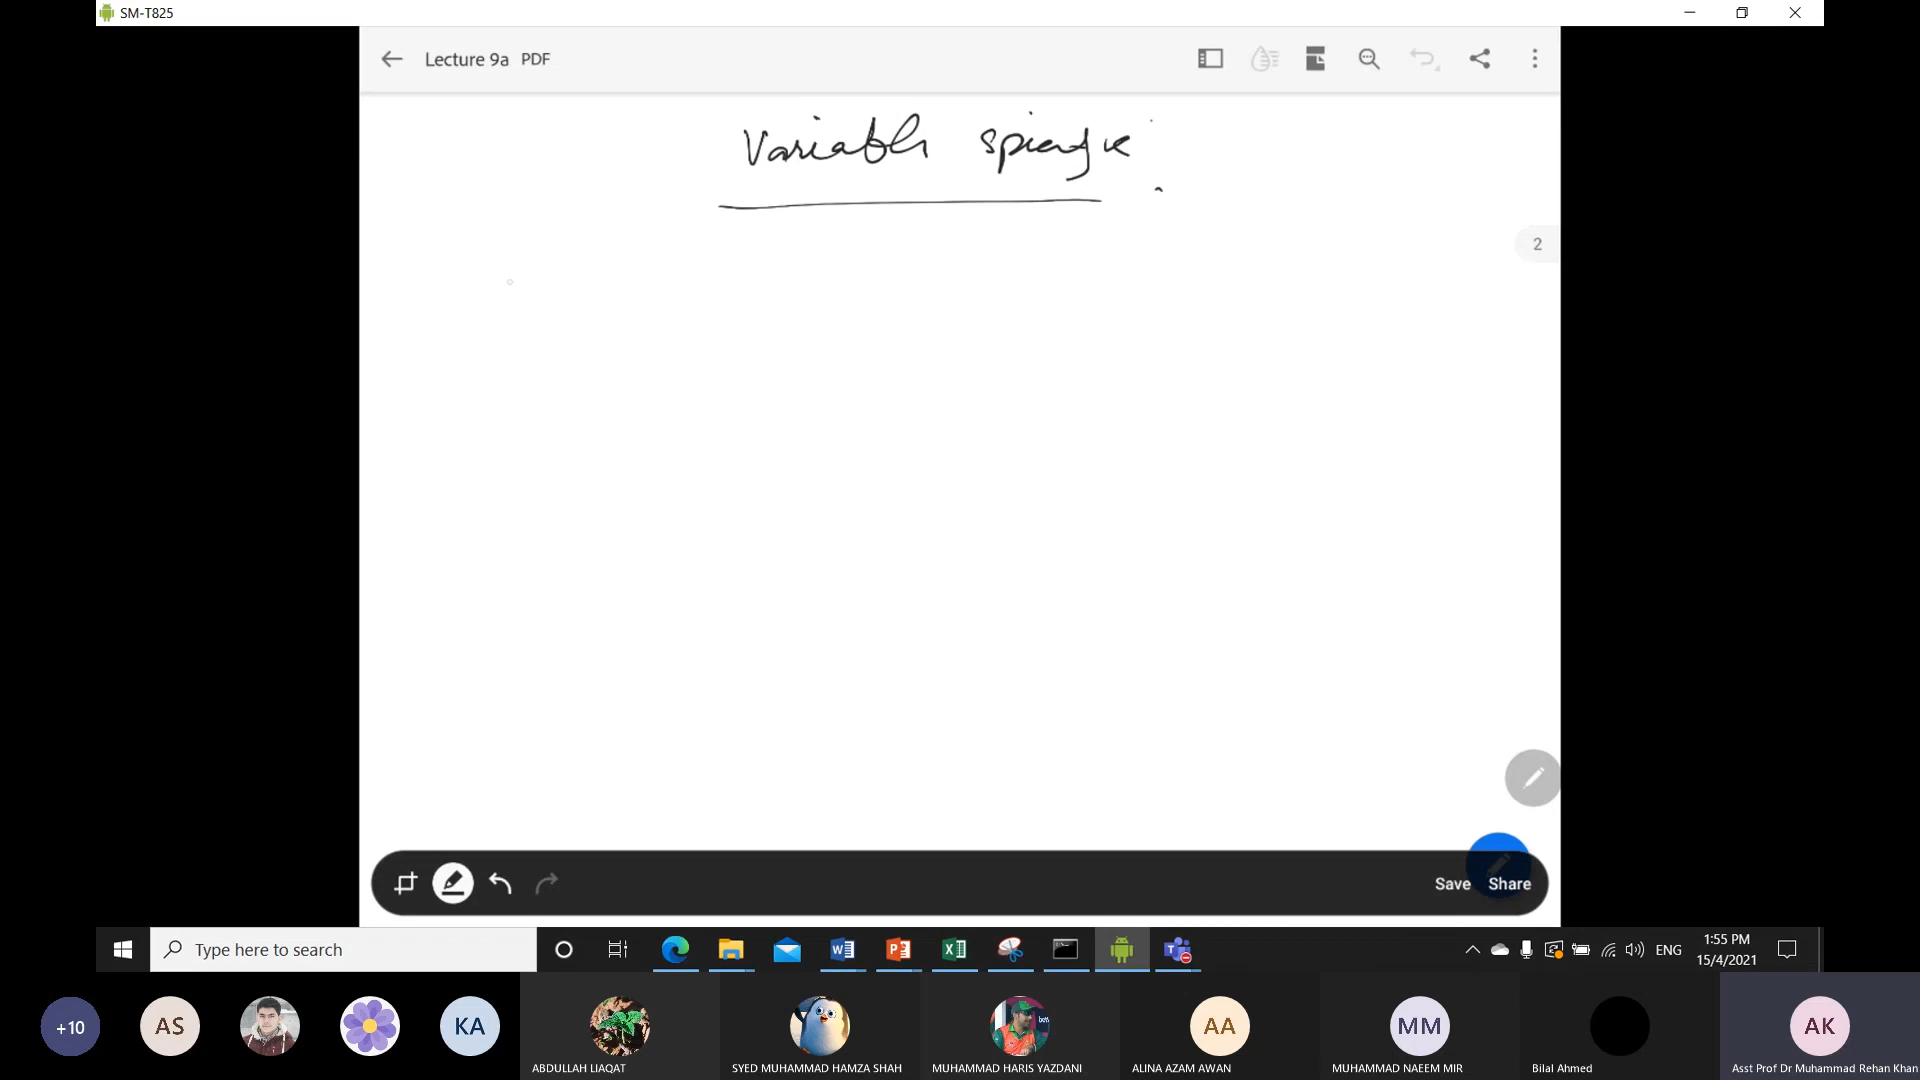 SM-T825
Lecture 9a PDF
Variable
2
Save Share
Type here to search
ENG
1:55 PM
15/4/2021
+10
AS
KA
AA
MM
AK
ABDULLAH LIAQAT
SYED MUHAMMAD HAMZA SHAH
MUHAMMAD HARIS YAZDANI
ALINA AZAM AWAN
MUHAMMAD NAEEM MIR
Bilal Ahmed
Asst Prof Dr Muhammad Rehan Khan